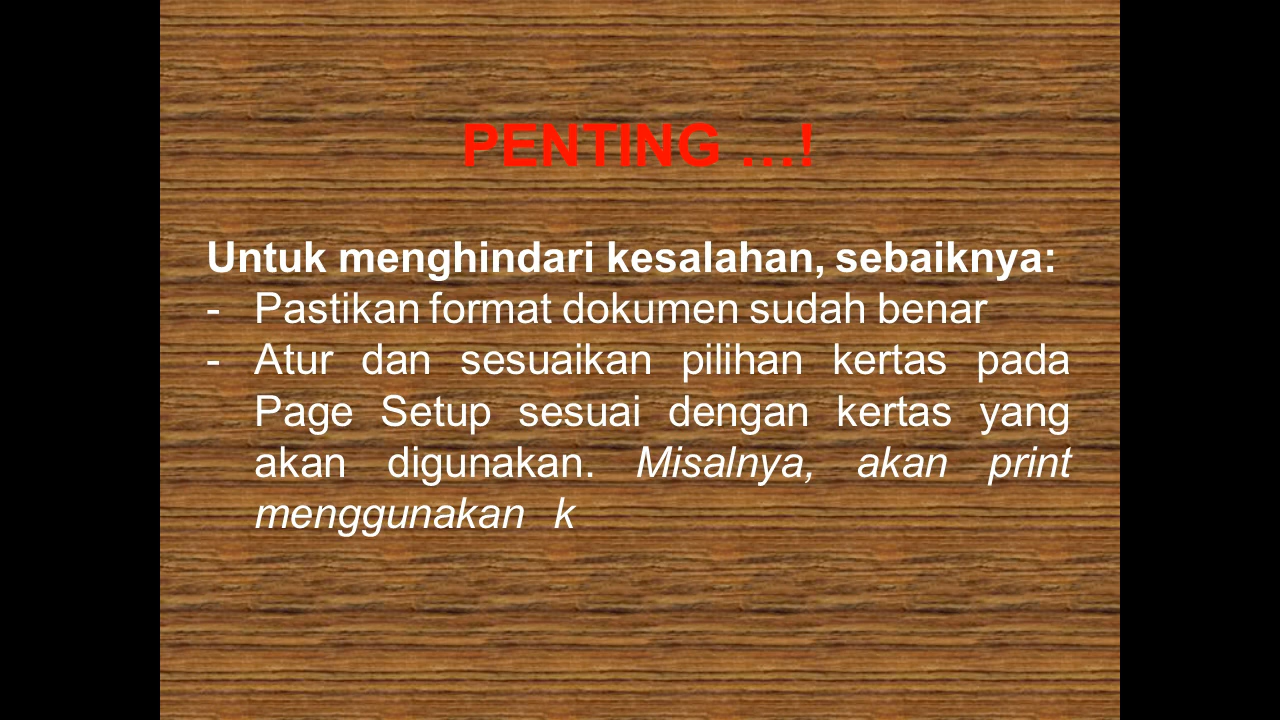 PENTING ...!
Untuk menghindari kesalahan, sebaiknya:
- Pastikan format dokumen sudah benar
- Atur dan sesuaikan pilihan kertas pada
Page Setup sesuai dengan kertas yang
akan digunakan. Misalnya, akan print
menggunakan k